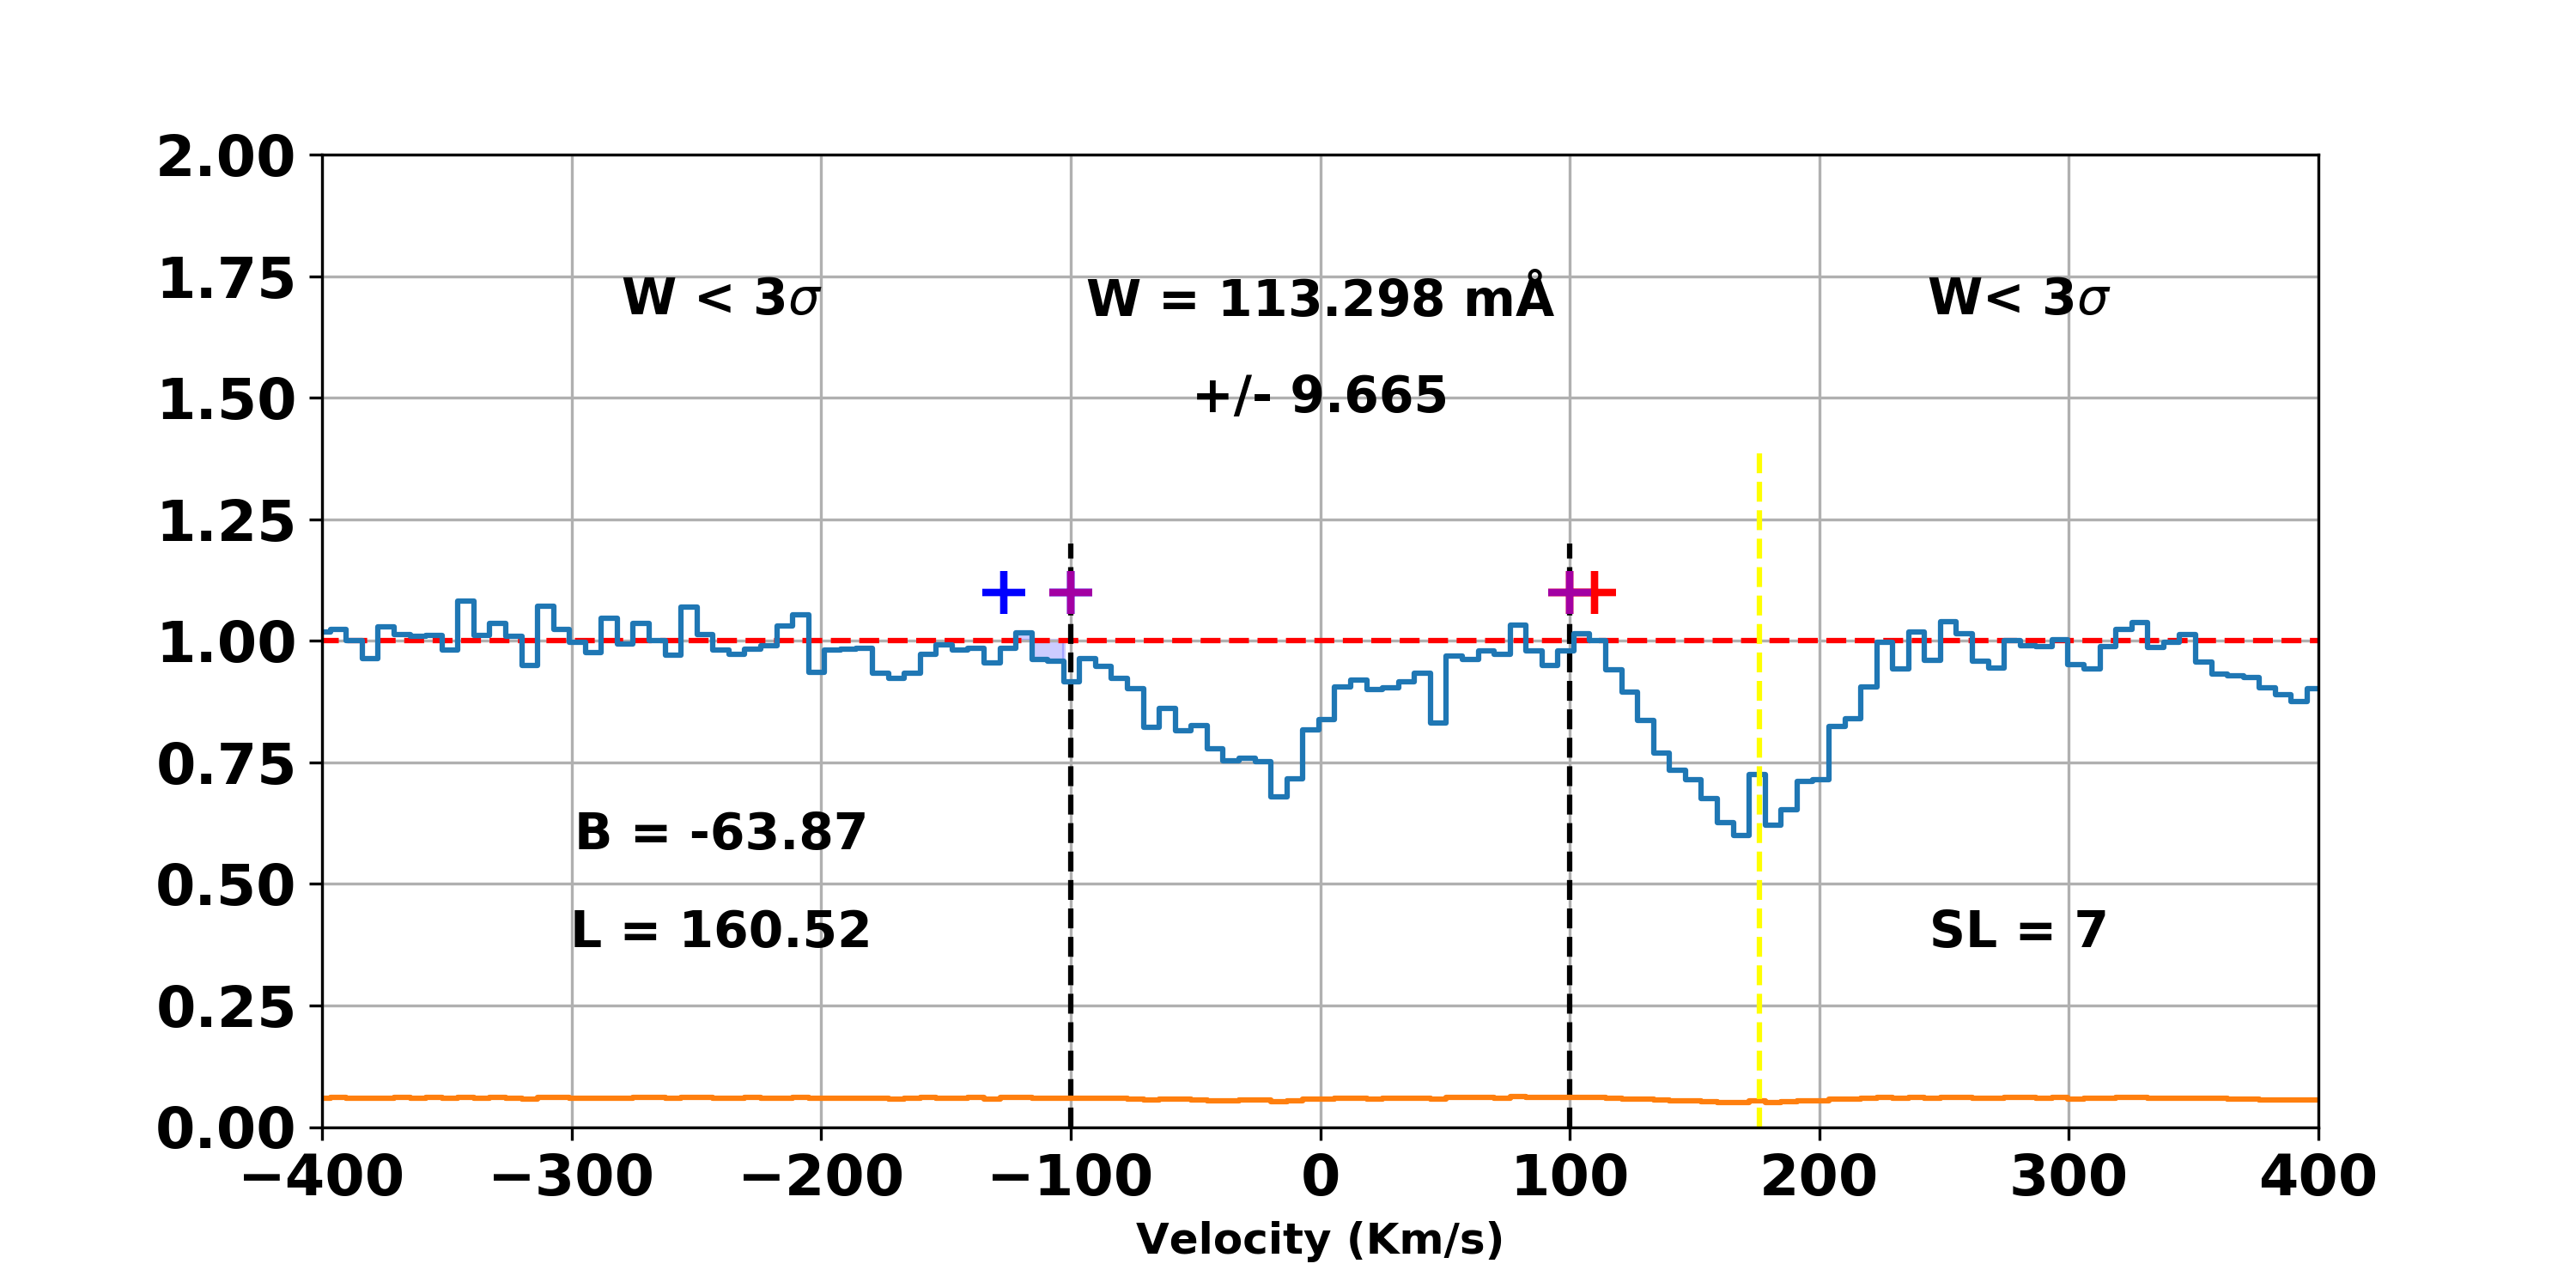 2.00
1.75
1.50
1.25
1.00
0.75
0.50
0.25
0.00
W < 3σ
W = 113.298 mÅ
+/- 9.665
W< 3σ
B = -63.87
L = 160.52
SL = 7
−400 −300 −200 −100 0 100 200 300 400
Velocity (Km/s)